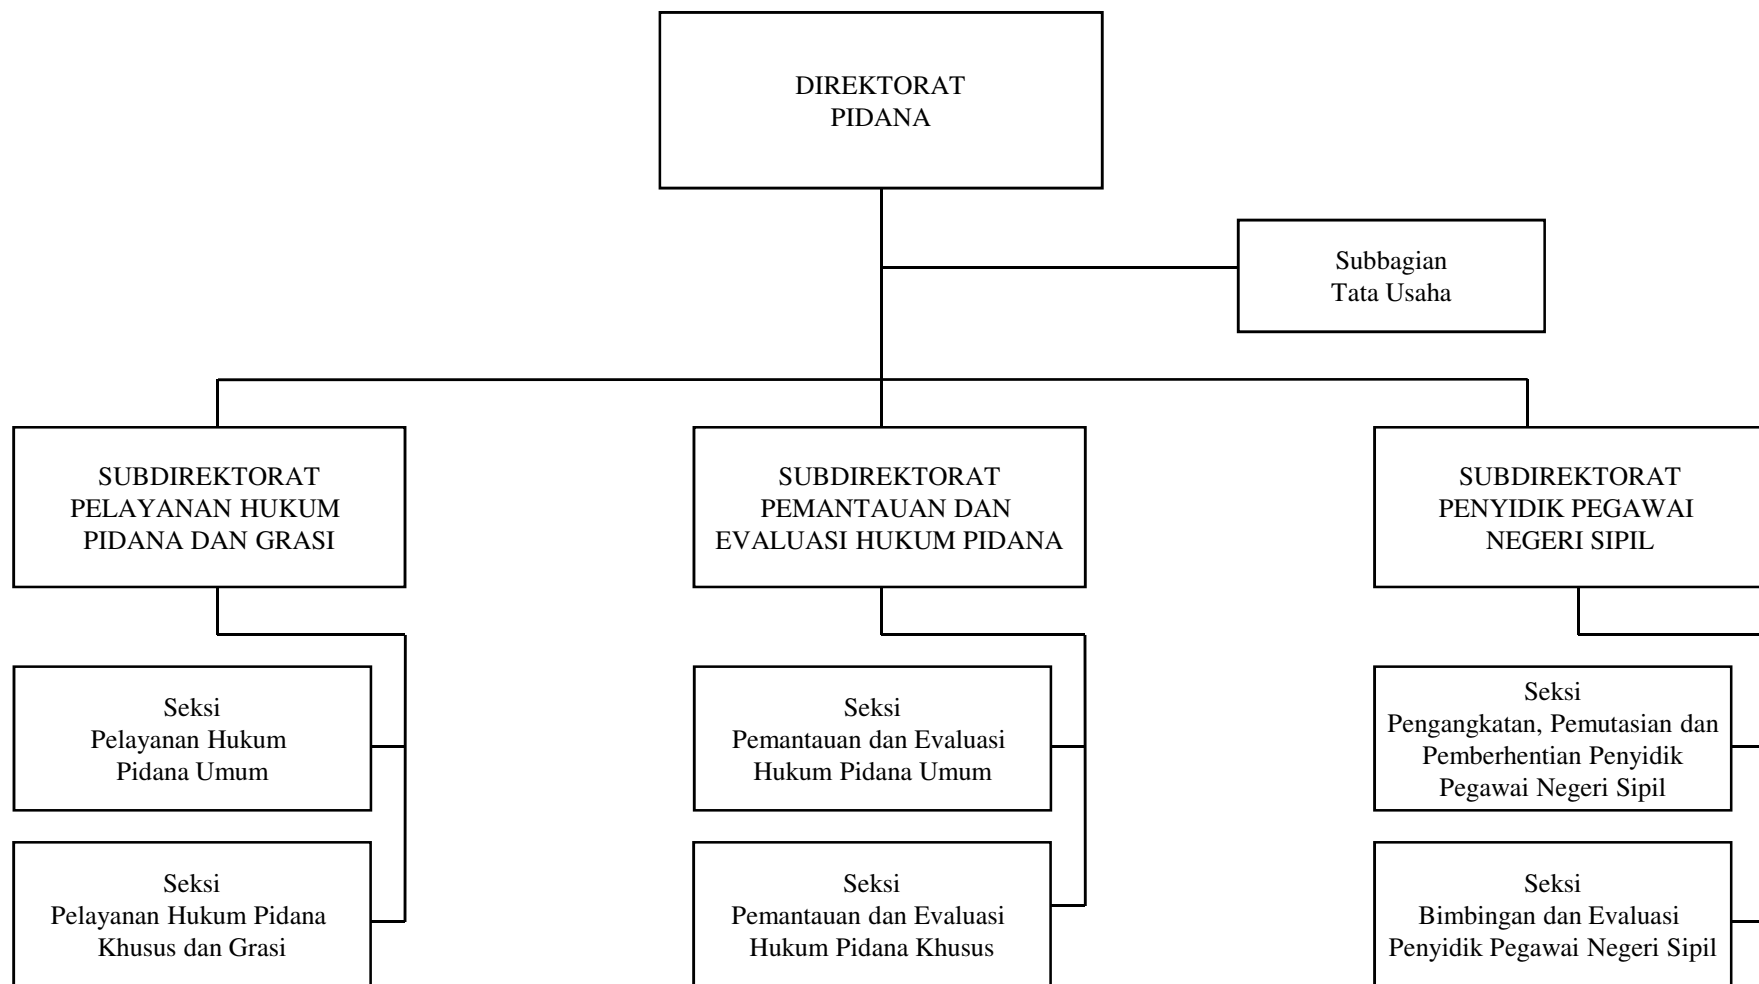 DIREKTORAT
PIDANA
Subbagian
Tata Usaha
SUBDIREKTORAT
PELAYANAN HUKUM
PIDANA DAN GRASI
SUBDIREKTORAT
PEMANTAUAN DAN
EVALUASI HUKUM PIDANA
SUBDIREKTORAT
PENYIDIK PEGAWAI
NEGERI SIPIL
Seksi
Pelayanan Hukum
Pidana Umum
Seksi
Pemantauan dan Evaluasi
Hukum Pidana Umum
Seksi
Pengangkatan, Pemutasian dan
Pemberhentian Penyidik
Pegawai Negeri Sipil
Seksi
Pelayanan Hukum Pidana
Khusus dan Grasi
Seksi
Pemantauan dan Evaluasi
Hukum Pidana Khusus
Seksi
Bimbingan dan Evaluasi
Penyidik Pegawai Negeri Sipil